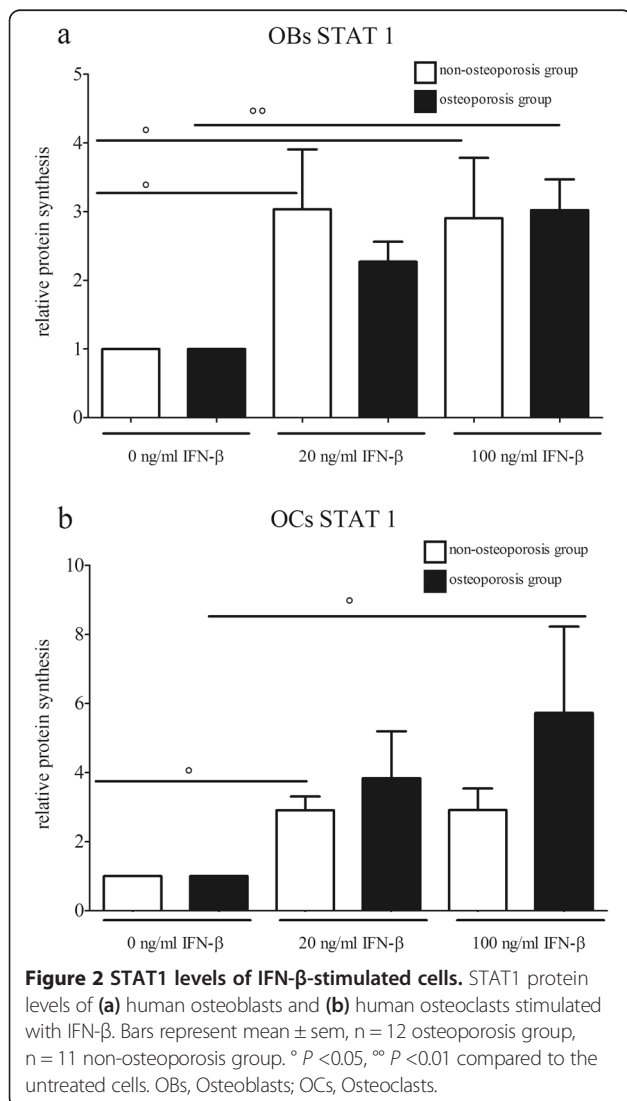 a
OBs STAT 1
non-osteoporosis group
osteoporosis group
relative protein synthesis
5
4
3
2
1
0
°°
°
°
0 ng/ml IFN-β 20 ng/ml IFN-β 100 ng/ml IFN-β
b
OCs STAT 1
non-osteoporosis group
osteoporosis group
relative protein synthesis
10
8
6
4
2
0
°
°
0 ng/ml IFN-β 20 ng/ml IFN-β 100 ng/ml IFN-β
Figure 2 STAT1 levels of IFN-β-stimulated cells. STAT1 protein
levels of (a) human osteoblasts and (b) human osteoclasts stimulated
with IFN-β. Bars represent mean ± sem, n = 12 osteoporosis group,
n = 11 non-osteoporosis group. ° P <0.05, °° P <0.01 compared to the
untreated cells. OBs, Osteoblasts; OCs, Osteoclasts.